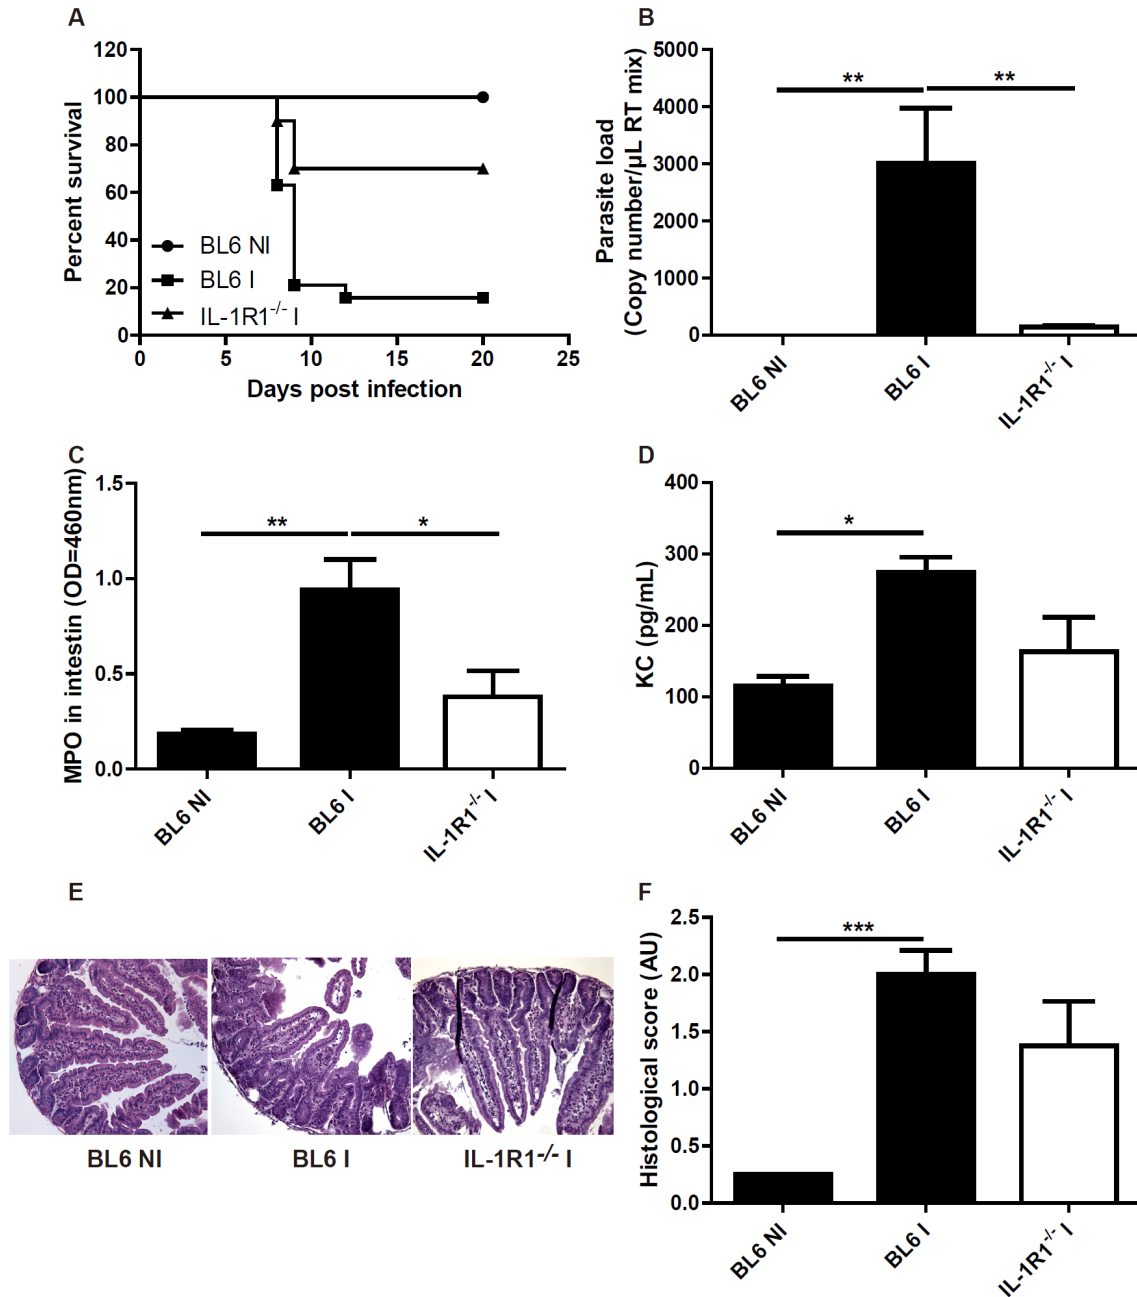 A
120
100
80
60
40
20
0
Percent survival
BL6 NI
BL6 I
IL-1R1-/- I
0 5 10 15 20 25
Days post infection
B
5000
4000
3000
2000
1000
0
Parasite load
(Copy number/µL RT mix)
** **
BL6 NI BL6 I IL-1R1-/- I
C
1.5
1.0
0.5
0.0
MPO in intestin (OD=460nm)
** *
BL6 NI BL6 I IL-1R1-/- I
D
400
300
200
100
0
KC (pg/mL)
*
BL6 NI BL6 I IL-1R1-/- I
E
BL6 NI BL6 I IL-1R1-/- I
F
2.5
2.0
1.5
1.0
0.5
0.0
Histological score (AU)
***
BL6 NI BL6 I IL-1R1-/- I